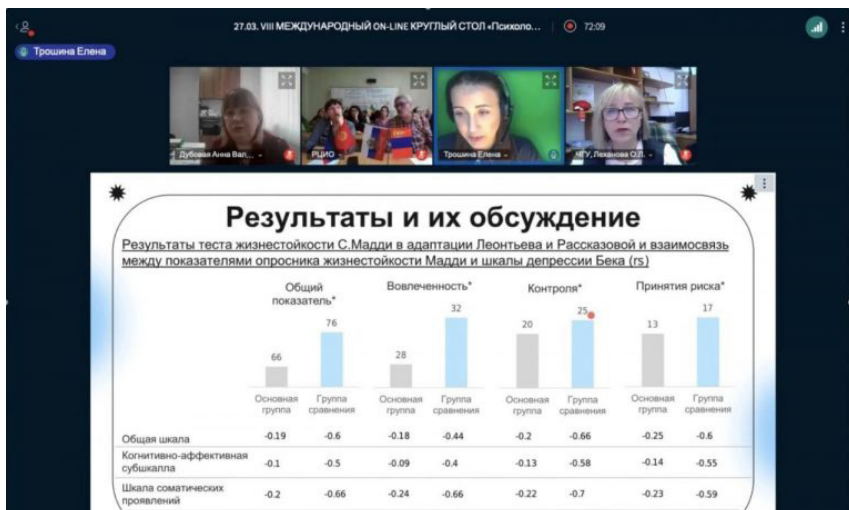 27.03. VIII МЕЖДУНАРОДНЫЙ ON-LINE КРУГЛЫЙ СТОЛ «Психоло...
72:09
Трошина Елена
Дубовая Анна Вал...
РЦИО
Трошина Елена
ЧГУ, Леханова О.Л.
Результаты и их обсуждение
Результаты теста жизнестойкости С.Мадди в адаптации Леонтьева и Рассказовой и взаимосвязь
между показателями опросника жизнестойкости Мадди и шкалы депрессии Бека (rs)
Общий показатель*
Вовлеченность*
Контроля*
Принятия риска*
66
76
28
32
20
25
13
17
Основная группа
Группа сравнения
Основная группа
Группа сравнения
Основная группа
Группа сравнения
Основная группа
Группа сравнения
Общая шкала -0.19 -0.6 -0.18 -0.44 -0.2 -0.66 -0.25 -0.6
Когнитивно-аффективная субшкалла -0.1 -0.5 -0.09 -0.4 -0.13 -0.58 -0.14 -0.55
Шкала соматических проявлений -0.2 -0.66 -0.24 -0.66 -0.22 -0.7 -0.23 -0.59